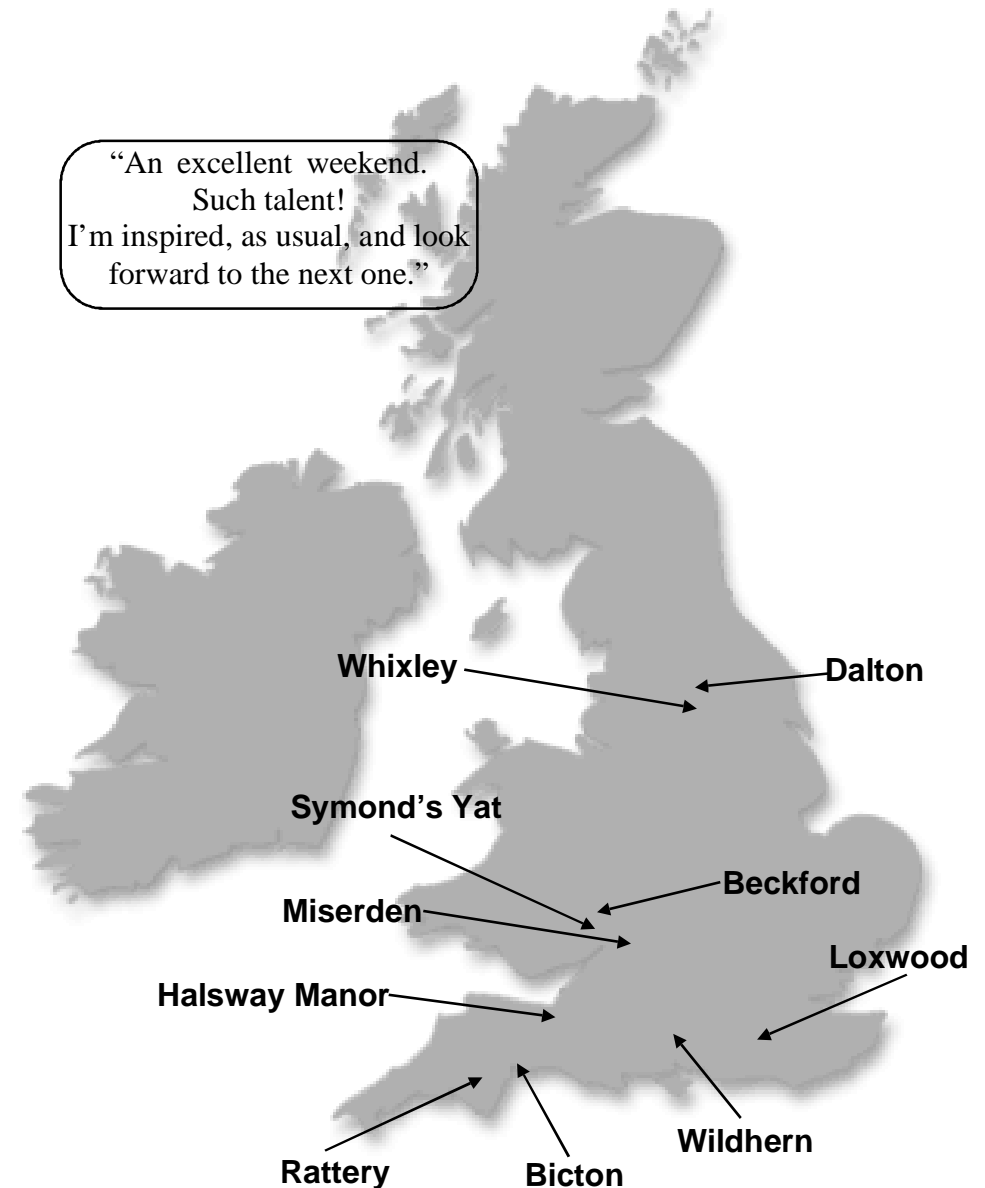 “An excellent weekend.
Such talent!
I’m inspired, as usual, and look
forward to the next one.”
Whixley
Dalton
Symond’s Yat
Beckford
Miserden
Loxwood
Halsway Manor
Wildhern
Rattery
Bicton